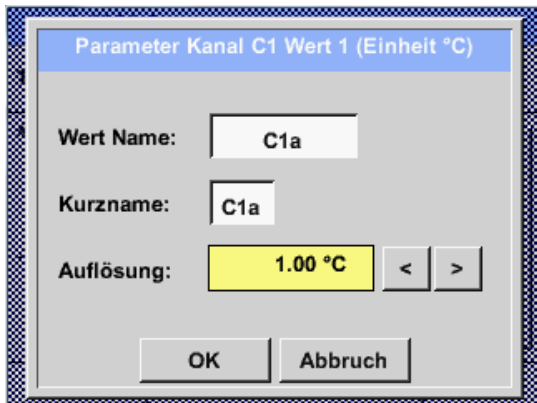 Parameter Kanal C1 Wert 1 (Einheit °C)
Wert Name: C1a
Kurzname: C1a
Auflösung: 1.00 °C < >
OK Abbruch